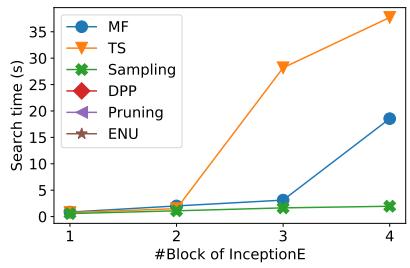 MF
TS
Sampling
DPP
Pruning
ENU
Search time (s)
35
30
25
20
15
10
5
0
1 2 3 4
#Block of InceptionE